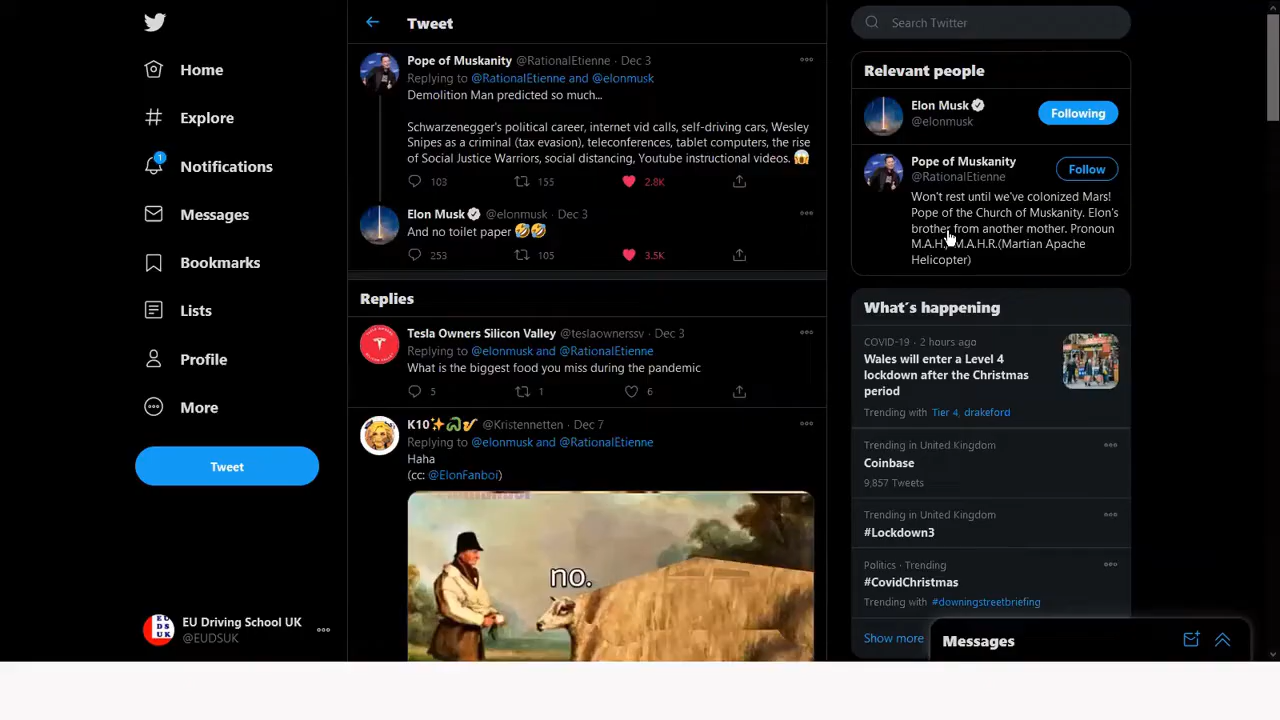 Home
Explore
1
Notifications
Messages
Bookmarks
Lists
Profile
More
Tweet
EU Driving School UK
@EUDSUK
Tweet
Pope of Muskanity @RationalEtienne · Dec 3
Replying to @RationalEtienne and @elonmusk
Demolition Man predicted so much...
Schwarzenegger's political career, internet vid calls, self-driving cars, Wesley
Snipes as a criminal (tax evasion), teleconferences, tablet computers, the rise
of Social Justice Warriors, social distancing, Youtube instructional videos. 😱
103 155 2.8K
Elon Musk @elonmusk · Dec 3
And no toilet paper 🤣🤣
253 105 3.5K
Replies
Tesla Owners Silicon Valley @teslaownerssv · Dec 3
Replying to @elonmusk and @RationalEtienne
What is the biggest food you miss during the pandemic
5 1 6
K10 @Kristennetten · Dec 7
Replying to @elonmusk and @RationalEtienne
Haha
(cc: @ElonFanboi)
no.
Search Twitter
Relevant people
Elon Musk
@elonmusk
Following
Pope of Muskanity
@RationalEtienne
Follow
Won't rest until we've colonized Mars!
Pope of the Church of Muskanity. Elon's
brother from another mother. Pronoun
M.A.H./M.A.H.R.(Martian Apache
Helicopter)
What´s happening
COVID-19 · 2 hours ago
Wales will enter a Level 4
lockdown after the Christmas
period
Trending with Tier 4, drakeford
Trending in United Kingdom
Coinbase
9,857 Tweets
Trending in United Kingdom
#Lockdown3
Politics · Trending
#CovidChristmas
Trending with #downingstreetbriefing
Show more
Messages